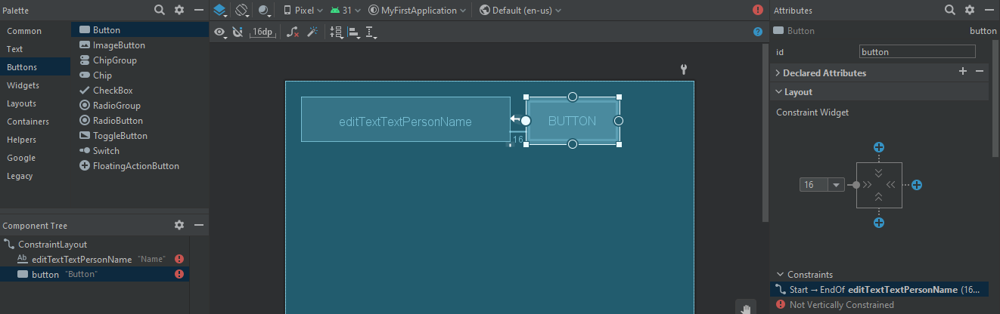 Palette
Common
Text
Buttons
Widgets
Layouts
Containers
Helpers
Google
Legacy
Button
ImageButton
ChipGroup
Chip
CheckBox
RadioGroup
RadioButton
ToggleButton
Switch
FloatingActionButton
Component Tree
ConstraintLayout
Ab editTextTextPersonName "Name"
button "Button"
Pixel 31 MyFirstApplication Default (en-us)
16dp
editTextTextPersonName
16
BUTTON
Attributes
Button button
id button
Declared Attributes
Layout
Constraint Widget
16
Constraints
Start → EndOf editTextTextPersonName (16...
Not Vertically Constrained